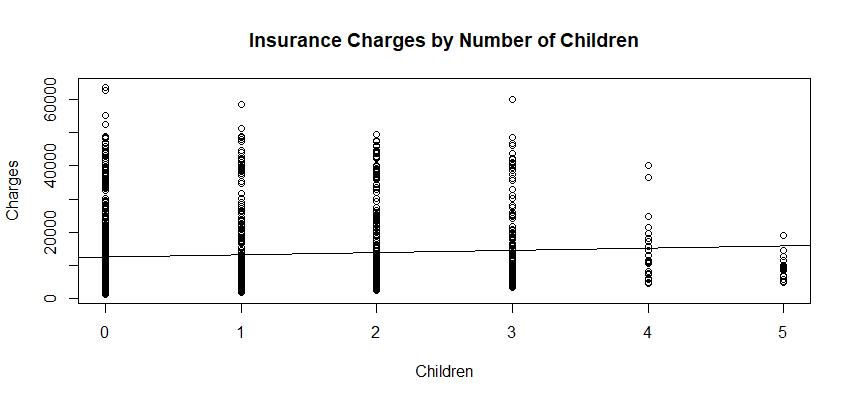 Insurance Charges by Number of Children
60000
40000
20000
0
Charges
0 1 2 3 4 5
Children